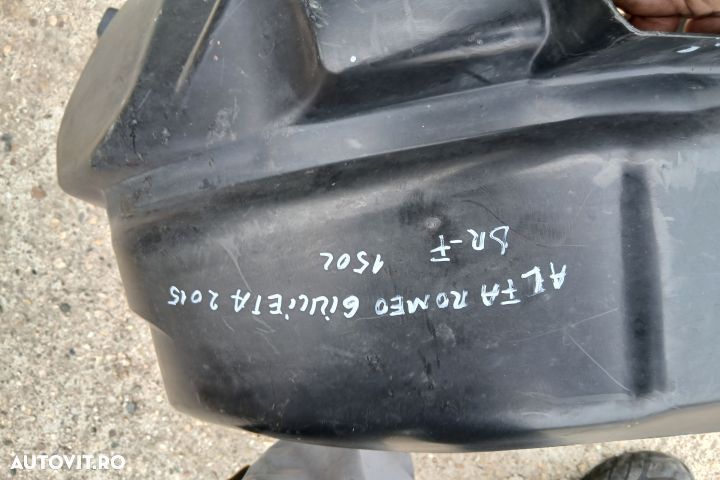 ALFA ROMEO GIULIETA 2015
DR-F 150L
AUTOVIT.RO